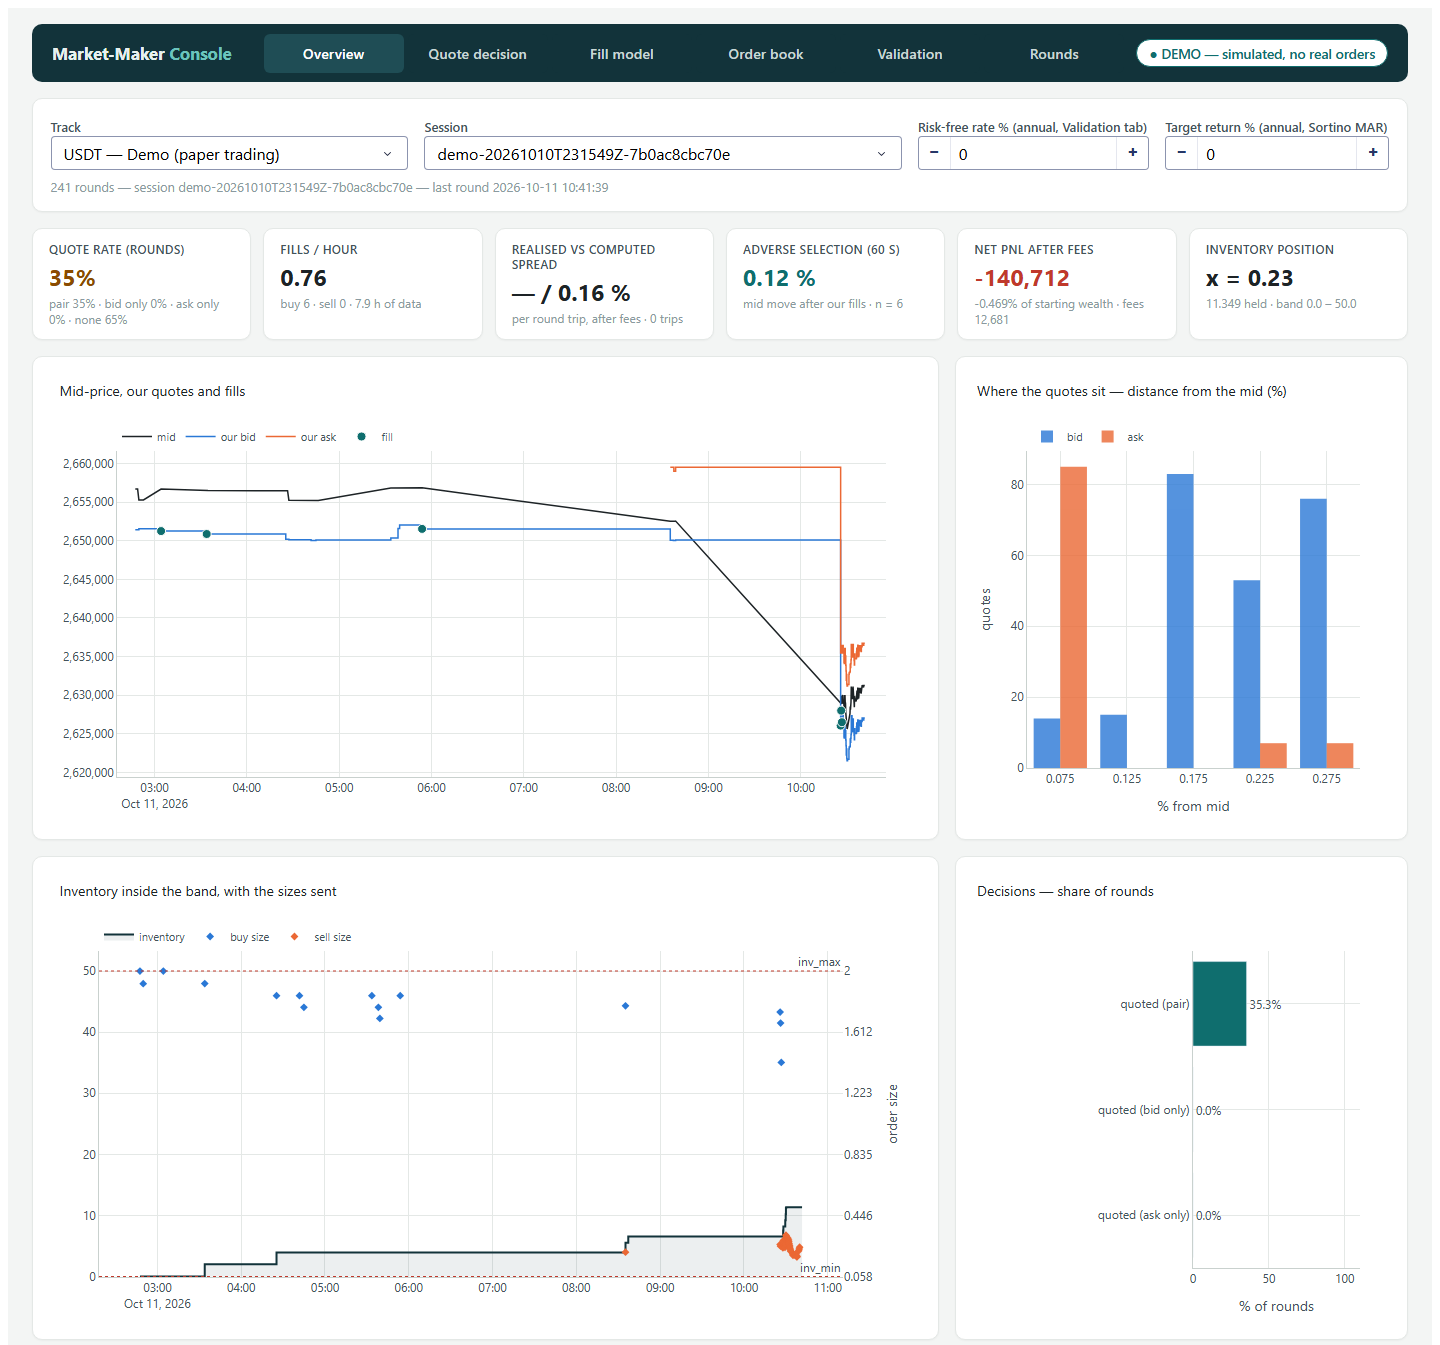 Market-Maker Console
Overview
Quote decision
Fill model
Order book
Validation
Rounds
● DEMO — simulated, no real orders
Track
Session
Risk-free rate % (annual, Validation tab)
Target return % (annual, Sortino MAR)
USDT — Demo (paper trading)
demo-20261010T231549Z-7b0ac8cbc70e
− 0 +
− 0 +
241 rounds — session demo-20261010T231549Z-7b0ac8cbc70e — last round 2026-10-11 10:41:39
QUOTE RATE (ROUNDS)
35%
pair 35% · bid only 0% · ask only
0% · none 65%
FILLS / HOUR
0.76
buy 6 · sell 0 · 7.9 h of data
REALISED VS COMPUTED
SPREAD
— / 0.16 %
per round trip, after fees · 0 trips
ADVERSE SELECTION (60 S)
0.12 %
mid move after our fills · n = 6
NET PNL AFTER FEES
-140,712
-0.469% of starting wealth · fees
12,681
INVENTORY POSITION
x = 0.23
11.349 held · band 0.0 – 50.0
Mid-price, our quotes and fills
mid our bid our ask fill
2,660,000
2,655,000
2,650,000
2,645,000
2,640,000
2,635,000
2,630,000
2,625,000
2,620,000
03:00 04:00 05:00 06:00 07:00 08:00 09:00 10:00
Oct 11, 2026
Where the quotes sit — distance from the mid (%)
bid ask
quotes
80
60
40
20
0
0.075 0.125 0.175 0.225 0.275
% from mid
Inventory inside the band, with the sizes sent
inventory buy size sell size
50
40
30
20
10
0
inv_max
inv_min
2
1.612
1.223
0.835
0.446
0.058
order size
03:00 04:00 05:00 06:00 07:00 08:00 09:00 10:00 11:00
Oct 11, 2026
Decisions — share of rounds
quoted (pair) 35.3%
quoted (bid only) 0.0%
quoted (ask only) 0.0%
0 50 100
% of rounds